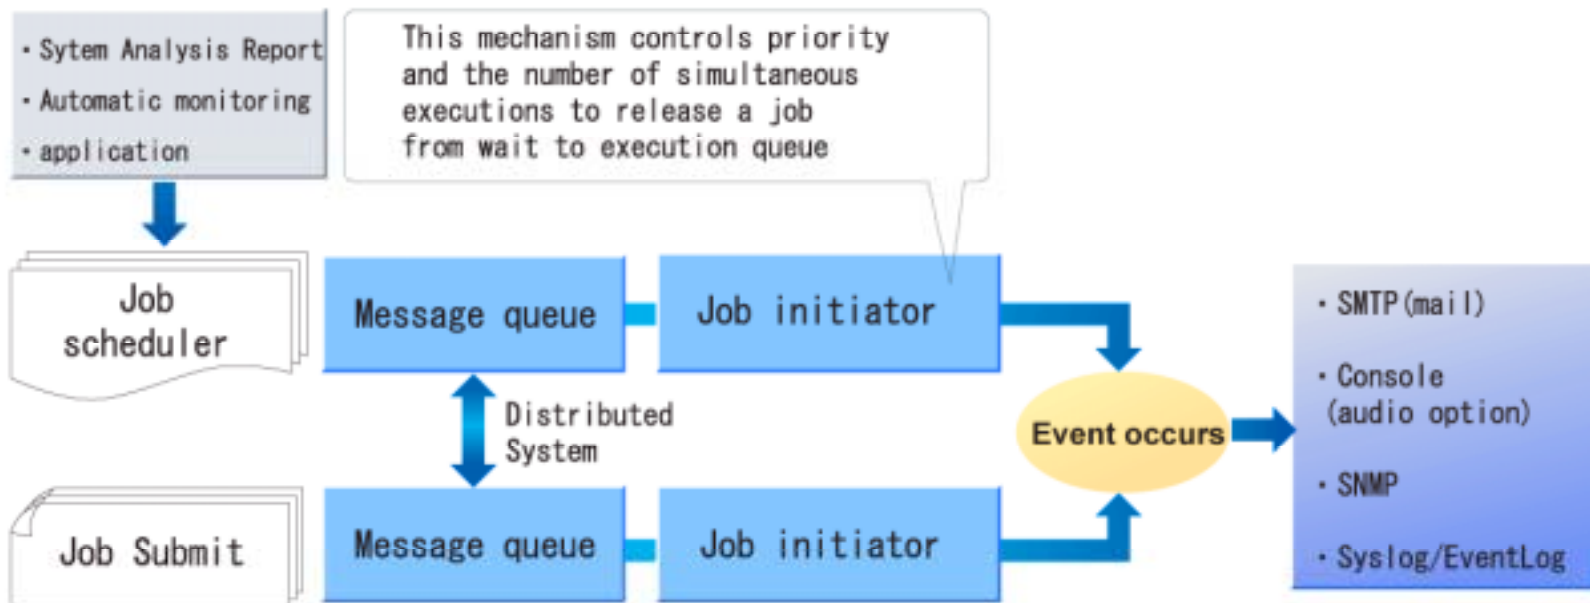 ・Sytem Analysis Report
・Automatic monitoring
・application
This mechanism controls priority
and the number of simultaneous
executions to release a job
from wait to execution queue
Job
scheduler
Message queue
Job initiator
Distributed
System
Event occurs
Job Submit
Message queue
Job initiator
・SMTP(mail)
・Console
(audio option)
・SNMP
・Syslog/EventLog